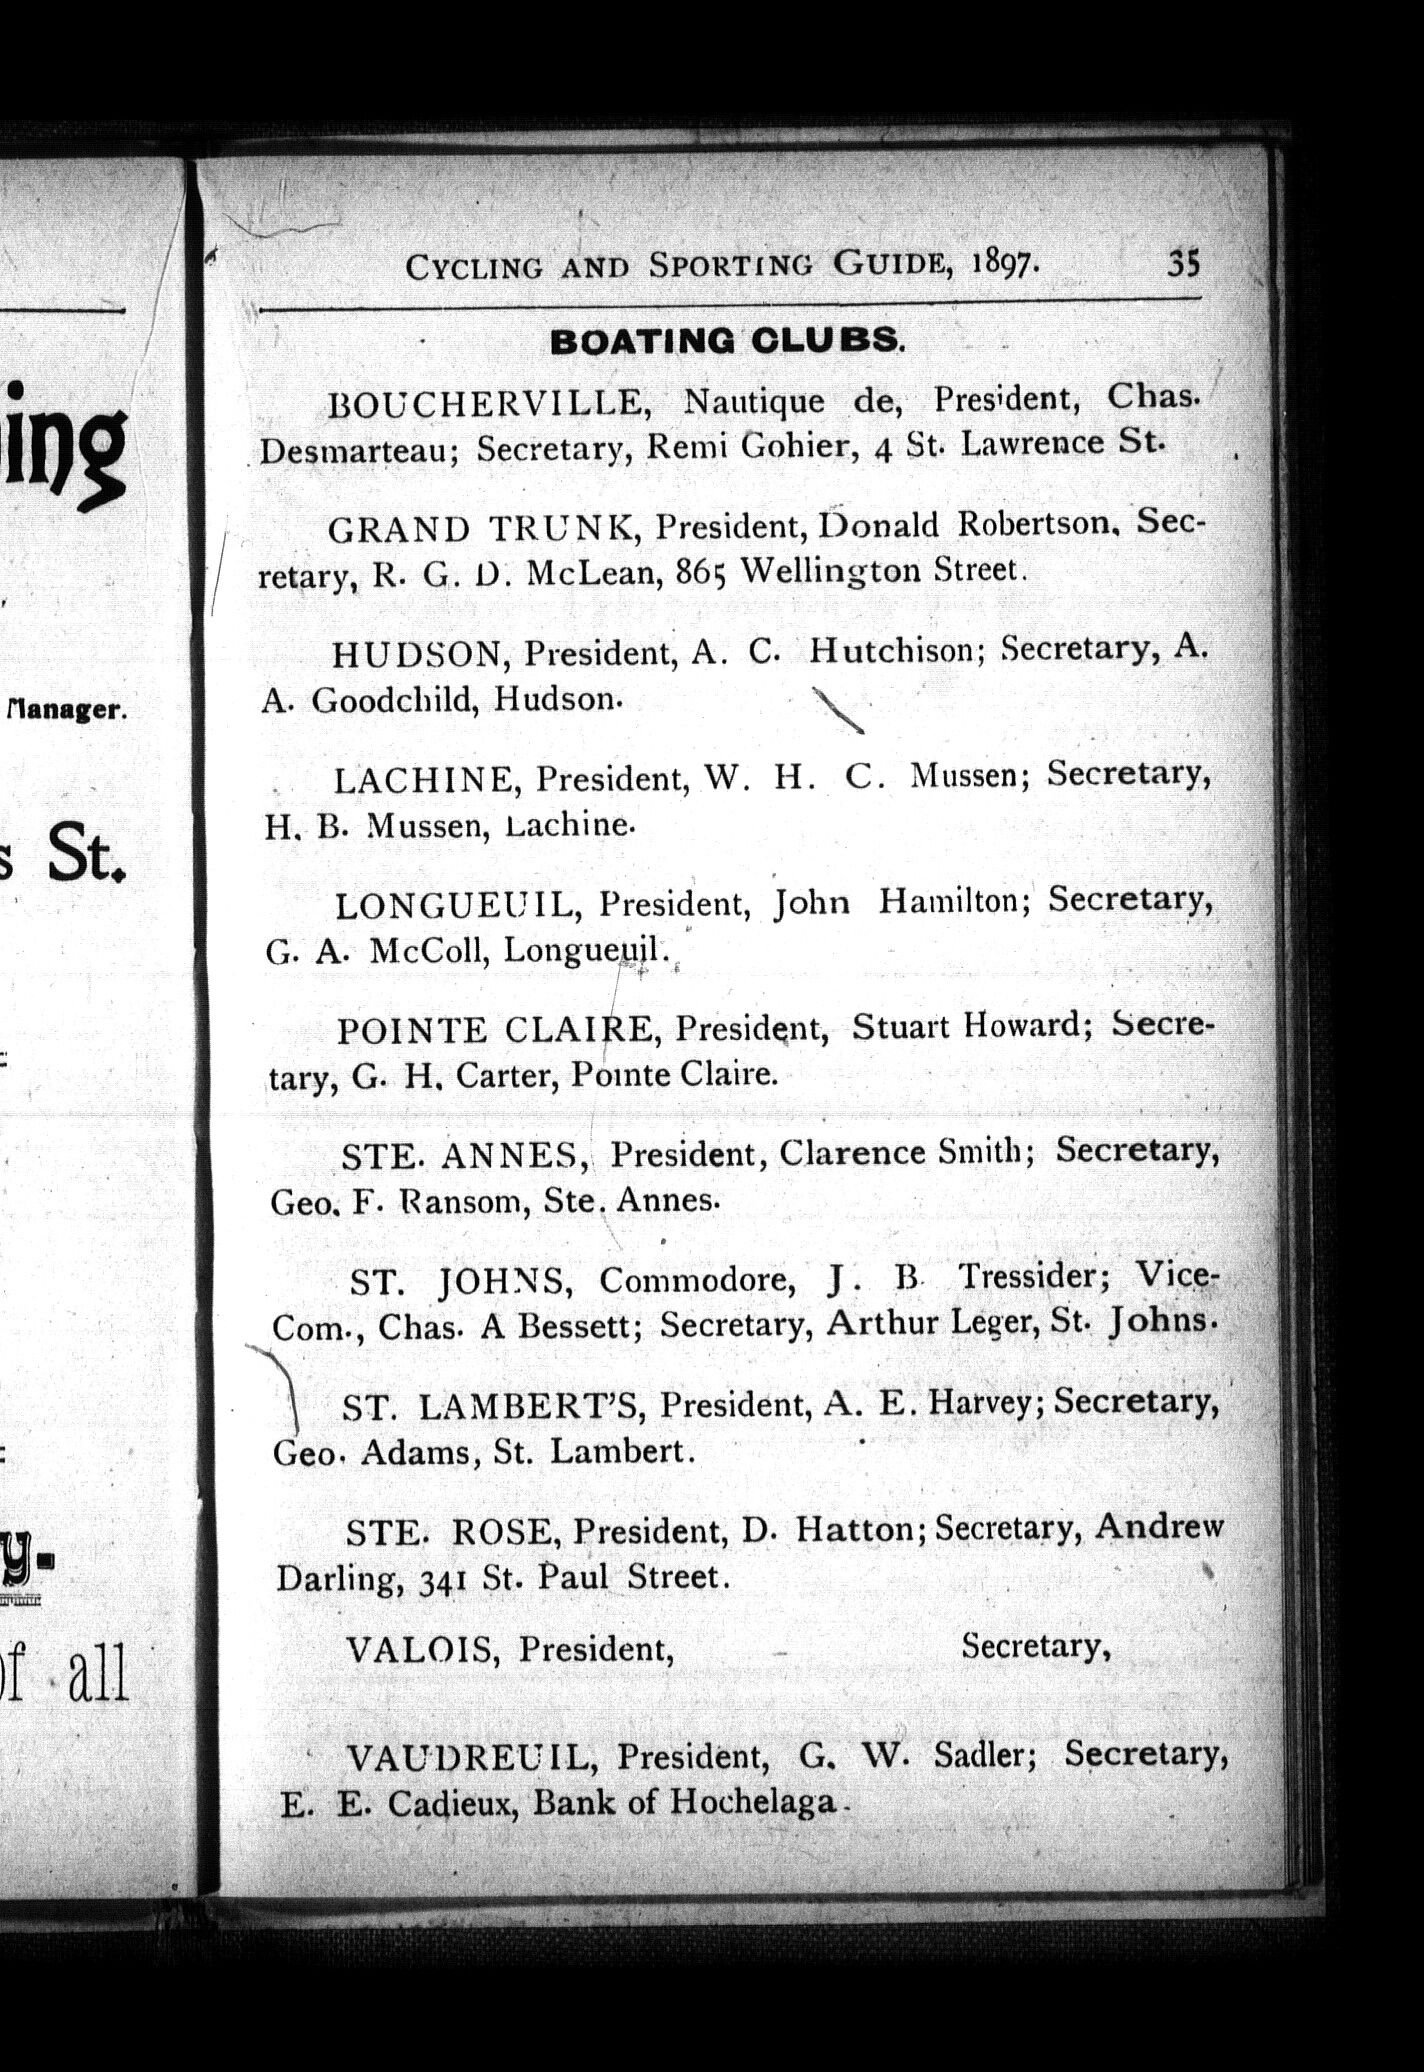 ing
Manager.
s St.
y-
of all
CYCLING AND SPORTING GUIDE, 1897. 35
BOATING CLUBS.
BOUCHERVILLE, Nautique de, President, Chas.
Desmarteau; Secretary, Remi Gohier, 4 St. Lawrence St.
GRAND TRUNK, President, Donald Robertson, Sec-
retary, R. G. D. McLean, 865 Wellington Street.
HUDSON, President, A. C. Hutchison; Secretary, A.
A. Goodchild, Hudson.
LACHINE, President, W. H. C. Mussen; Secretary,
H. B. Mussen, Lachine.
LONGUEUIL, President, John Hamilton; Secretary,
G. A. McColl, Longueuil.
POINTE CLAIRE, President, Stuart Howard; Secre-
tary, G. H. Carter, Pointe Claire.
STE. ANNES, President, Clarence Smith; Secretary,
Geo. F. Ransom, Ste. Annes.
ST. JOHNS, Commodore, J. B. Tressider; Vice-
Com., Chas. A Bessett; Secretary, Arthur Leger, St. Johns.
ST. LAMBERT'S, President, A. E. Harvey; Secretary,
Geo. Adams, St. Lambert.
STE. ROSE, President, D. Hatton; Secretary, Andrew
Darling, 341 St. Paul Street.
VALOIS, President, Secretary,
VAUDREUIL, President, G. W. Sadler; Secretary,
E. E. Cadieux, Bank of Hochelaga.